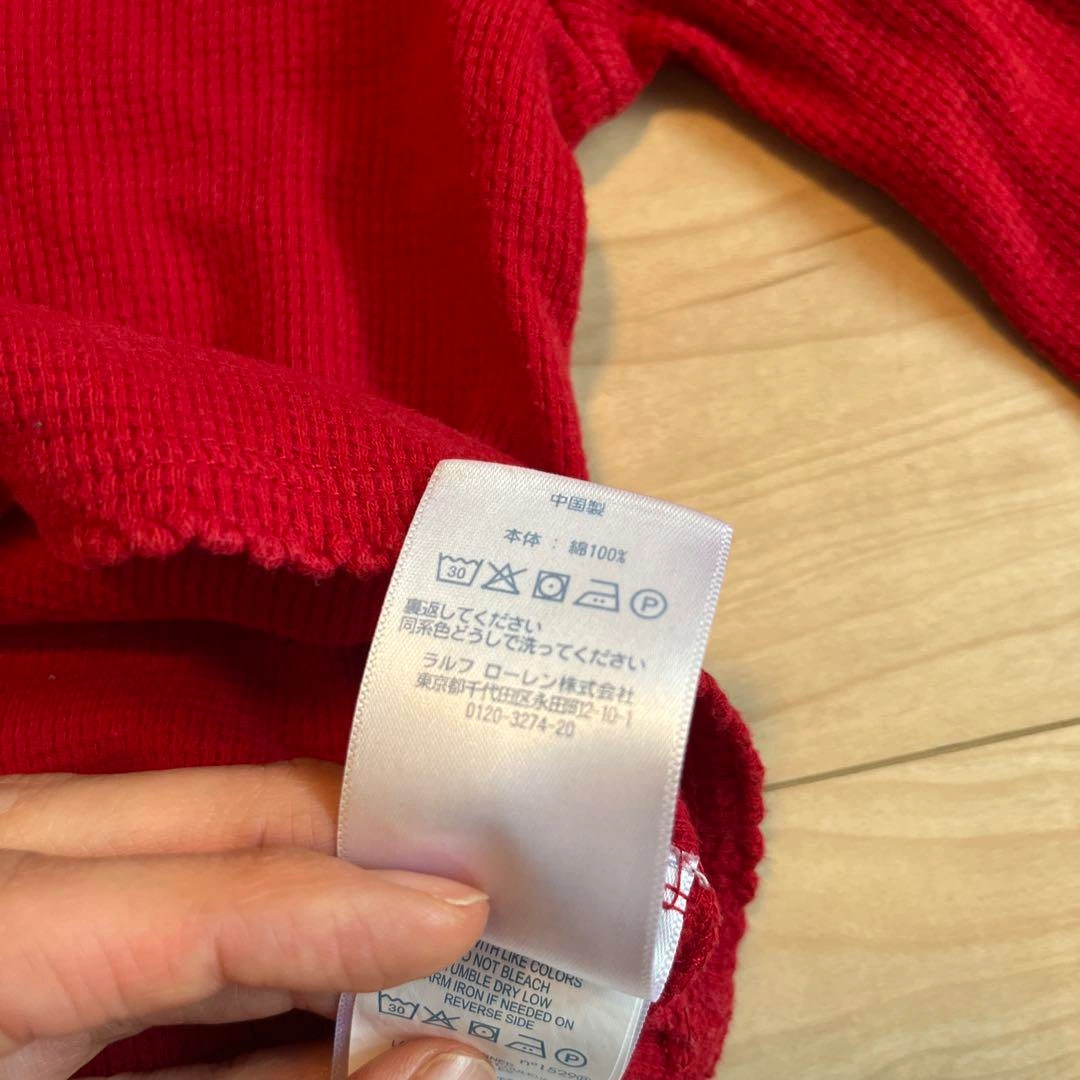 中国製
本体 : 綿100%
30 P
裏返してください
同系色どうしで洗ってください
ラルフ ローレン株式会社
東京都千代田区永田町2-10-1
0120-3274-20
LIKE COLORS
NOT BLEACH
TUMBLE DRY LOW
IRON IF NEEDED ON
REVERSE SIDE
30 P